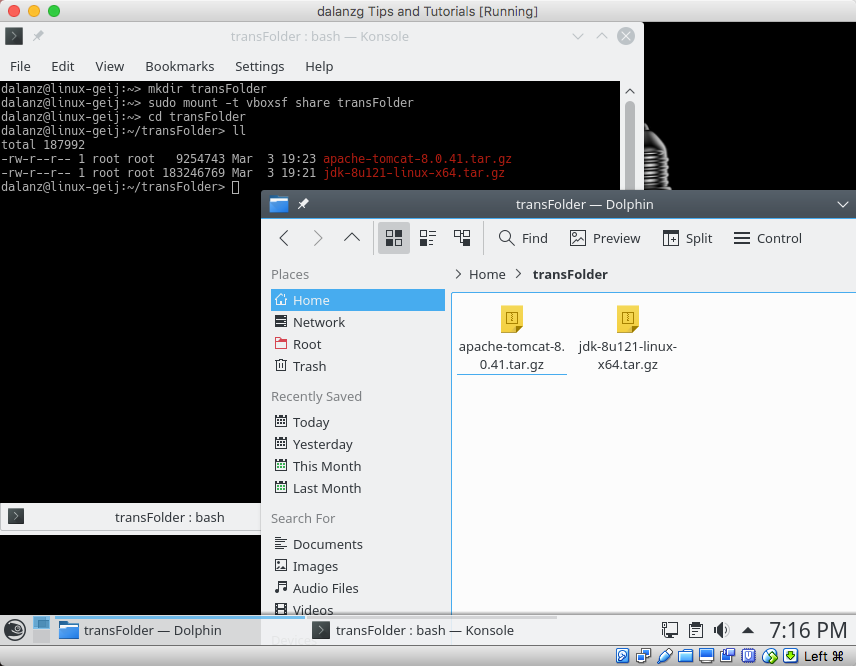 dalanzg Tips and Tutorials [Running]
transFolder : bash — Konsole
File Edit View Bookmarks Settings Help
dalanz@linux-geij:~> mkdir transFolder
dalanz@linux-geij:~> sudo mount -t vboxsf share transFolder
dalanz@linux-geij:~> cd transFolder
dalanz@linux-geij:~/transFolder> ll
total 187992
-rw-r--r-- 1 root root   9254743 Mar  3 19:23 apache-tomcat-8.0.41.tar.gz
-rw-r--r-- 1 root root 183246769 Mar  3 19:21 jdk-8u121-linux-x64.tar.gz
dalanz@linux-geij:~/transFolder>
transFolder — Dolphin
Find Preview Split Control
Places
Home
Network
Root
Trash
Recently Saved
Today
Yesterday
This Month
Last Month
Search For
Documents
Images
Audio Files
Videos
Devices
> Home > transFolder
apache-tomcat-8.
0.41.tar.gz
jdk-8u121-linux-
x64.tar.gz
transFolder : bash
transFolder — Dolphin
transFolder : bash — Konsole
7:16 PM
Left ⌘